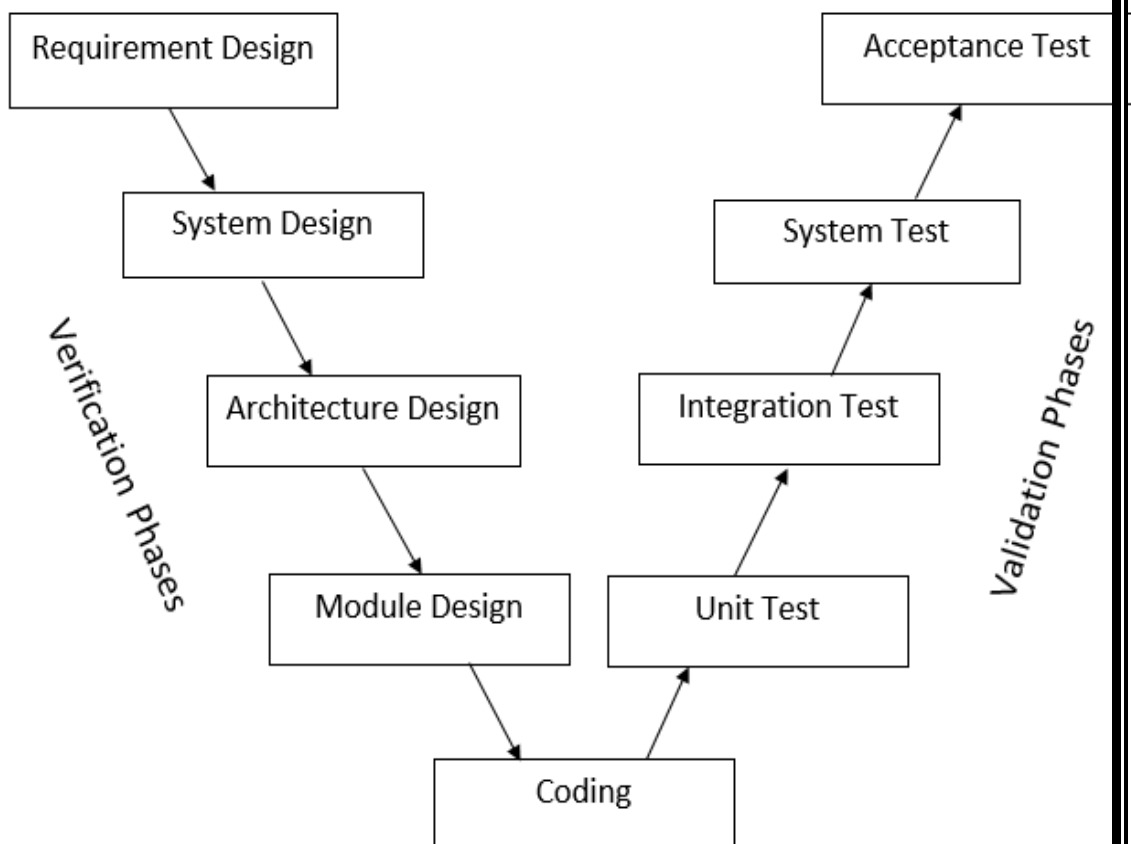 Requirement Design
Acceptance Test
System Design
System Test
Verification Phases
Validation Phases
Architecture Design
Integration Test
Module Design
Unit Test
Coding